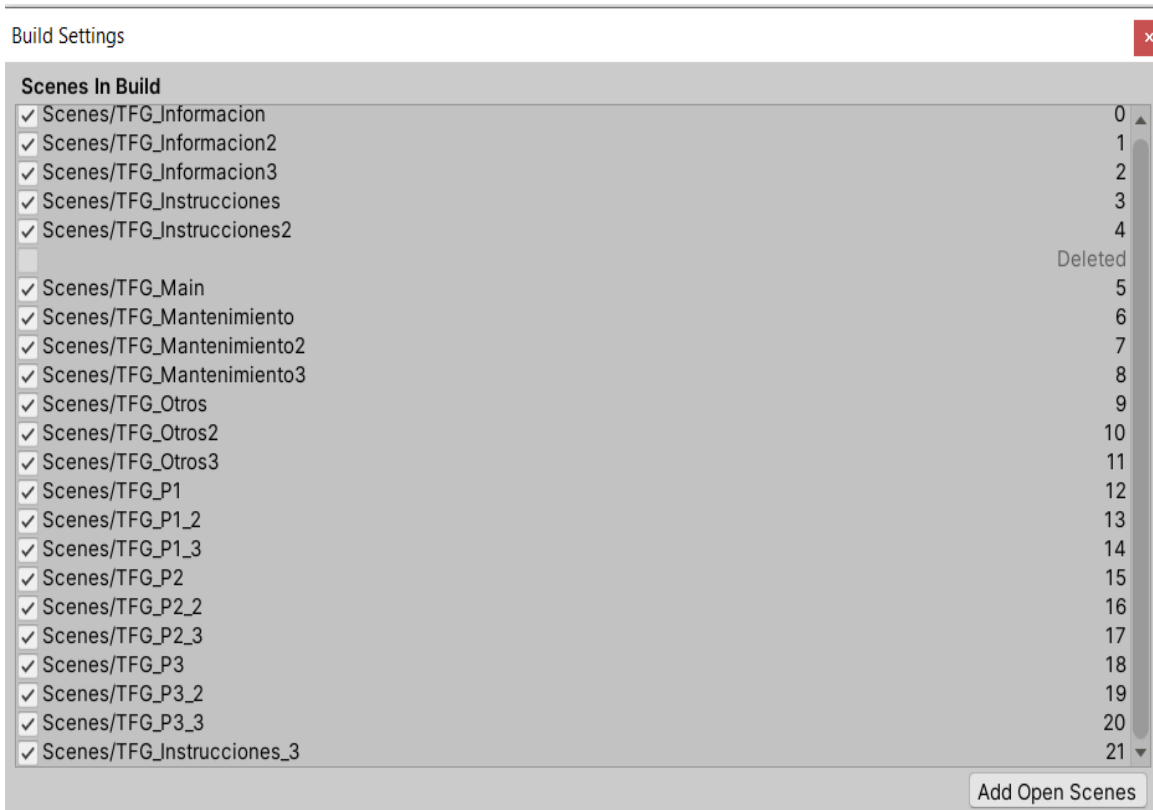 Build Settings
Scenes In Build
Scenes/TFG_Informacion 0
Scenes/TFG_Informacion2 1
Scenes/TFG_Informacion3 2
Scenes/TFG_Instrucciones 3
Scenes/TFG_Instrucciones2 4
Deleted
Scenes/TFG_Main 5
Scenes/TFG_Mantenimiento 6
Scenes/TFG_Mantenimiento2 7
Scenes/TFG_Mantenimiento3 8
Scenes/TFG_Otros 9
Scenes/TFG_Otros2 10
Scenes/TFG_Otros3 11
Scenes/TFG_P1 12
Scenes/TFG_P1_2 13
Scenes/TFG_P1_3 14
Scenes/TFG_P2 15
Scenes/TFG_P2_2 16
Scenes/TFG_P2_3 17
Scenes/TFG_P3 18
Scenes/TFG_P3_2 19
Scenes/TFG_P3_3 20
Scenes/TFG_Instrucciones_3 21
Add Open Scenes